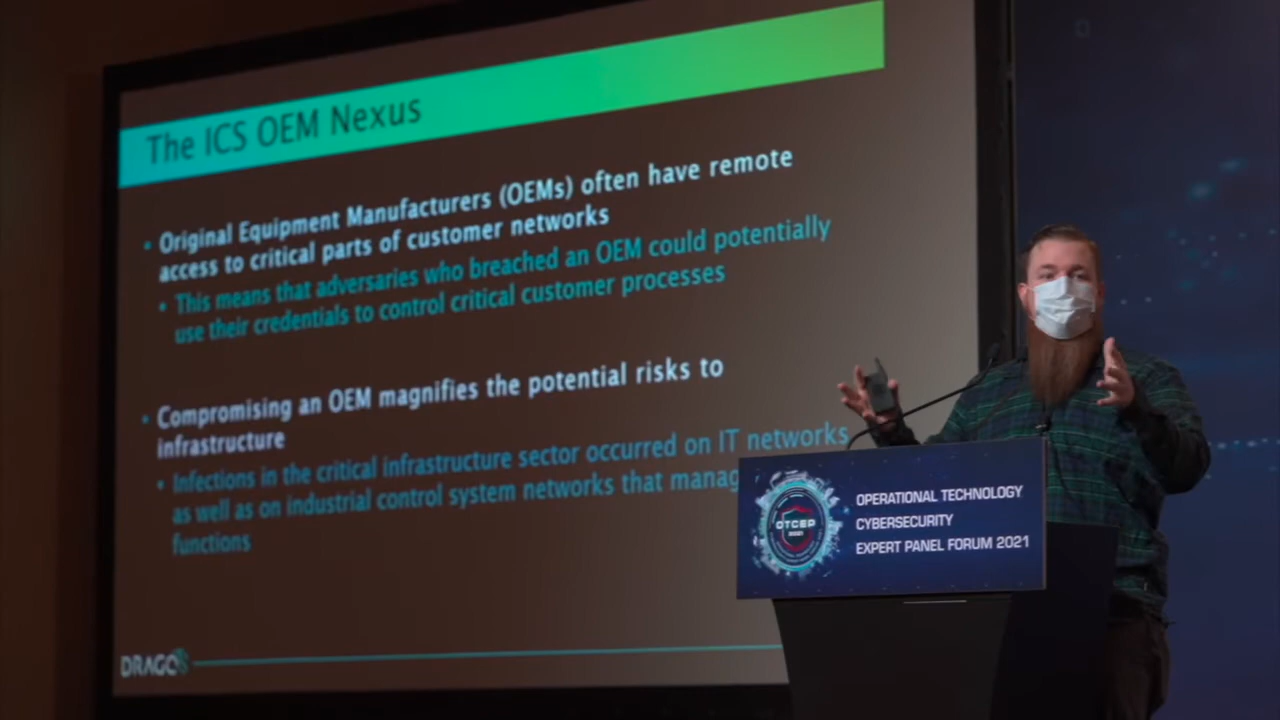 The ICS OEM Nexus
• Original Equipment Manufacturers (OEMs) often have remote
access to critical parts of customer networks
• This means that adversaries who breached an OEM could potentially
use their credentials to control critical customer processes
• Compromising an OEM magnifies the potential risks to
infrastructure
• Infections in the critical infrastructure sector occurred on IT networks
as well as on industrial control system networks that
functions
DRAGOS
OTCEP
2021
OPERATIONAL TECHNOLOGY
CYBERSECURITY
EXPERT PANEL FORUM 2021